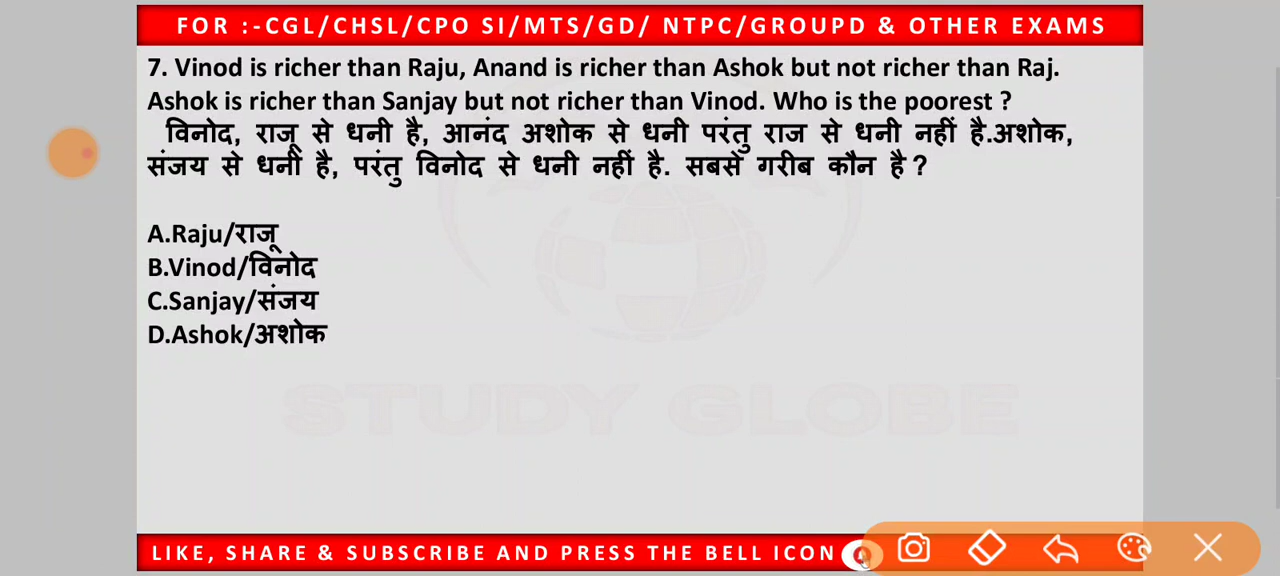 FOR :-CGL/CHSL/CPO SI/MTS/GD/ NTPC/GROUPD & OTHER EXAMS
7. Vinod is richer than Raju, Anand is richer than Ashok but not richer than Raj.
Ashok is richer than Sanjay but not richer than Vinod. Who is the poorest ?
विनोद, राजू से धनी है, आनंद अशोक से धनी परंतु राज से धनी नहीं है.अशोक,
संजय से धनी है, परंतु विनोद से धनी नहीं है. सबसे गरीब कौन है ?
A.Raju/राजू
B.Vinod/विनोद
C.Sanjay/संजय
D.Ashok/अशोक
STUDY GLOBE
LIKE, SHARE & SUBSCRIBE AND PRESS THE BELL ICON